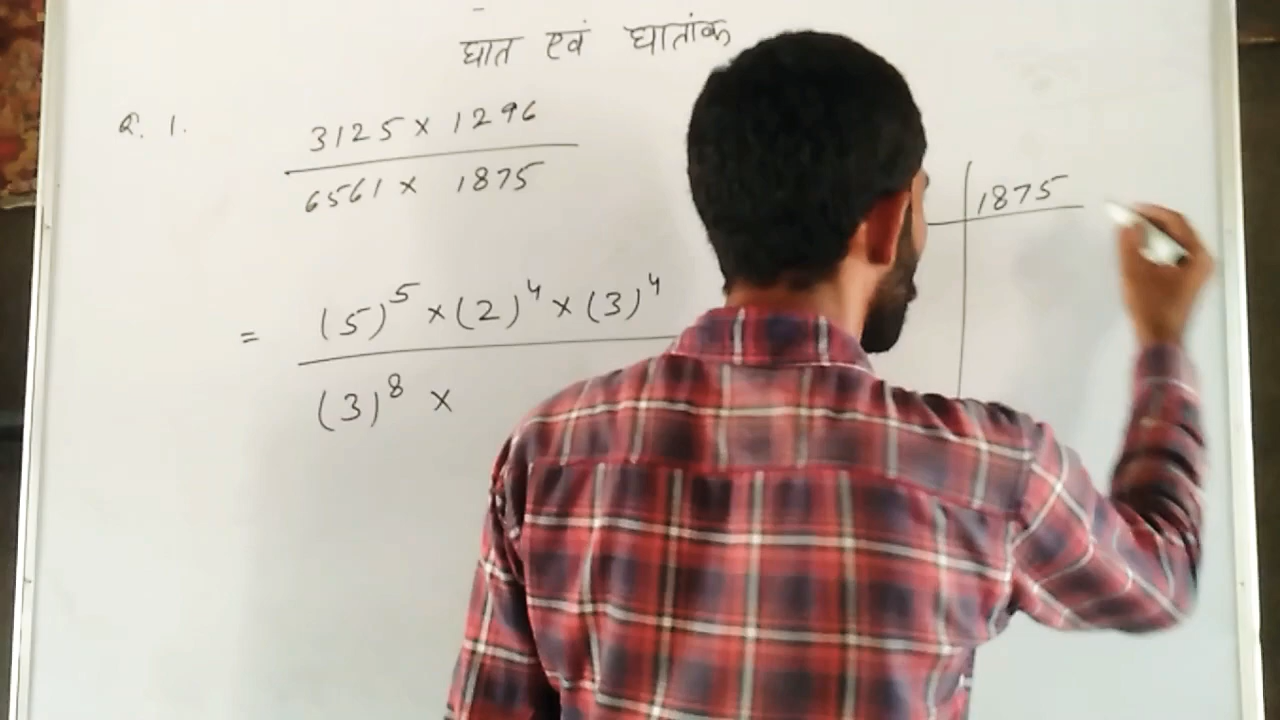 घात एवं घातांक
Q. 1.
3125 × 1296
6561 × 1875
= (5)⁵ × (2)⁴ × (3)⁴
(3)⁸ ×
1875